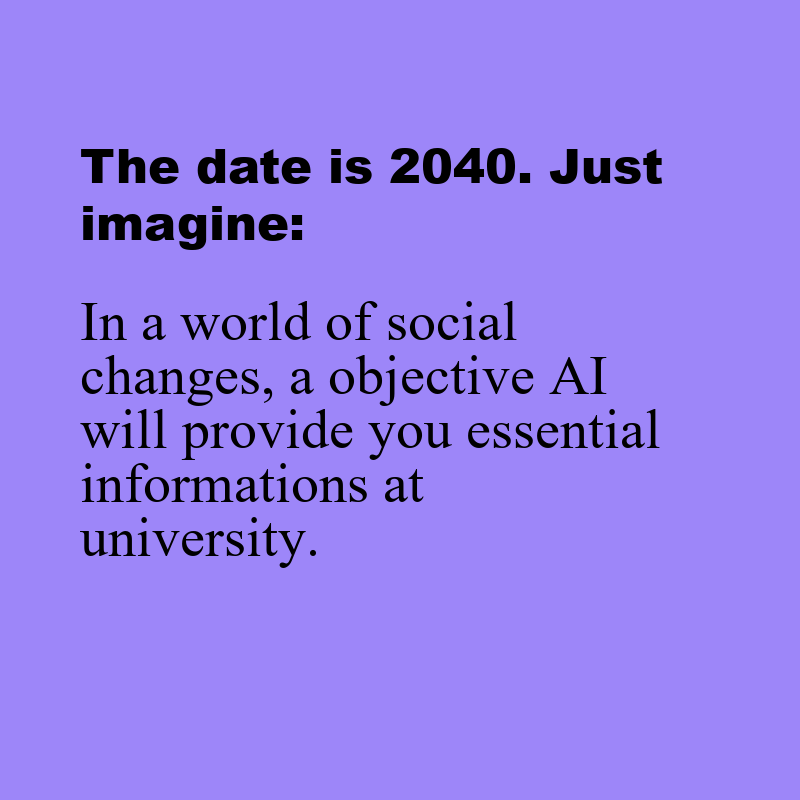 The date is 2040. Just
imagine:
In a world of social
changes, a objective AI
will provide you essential
informations at
university.